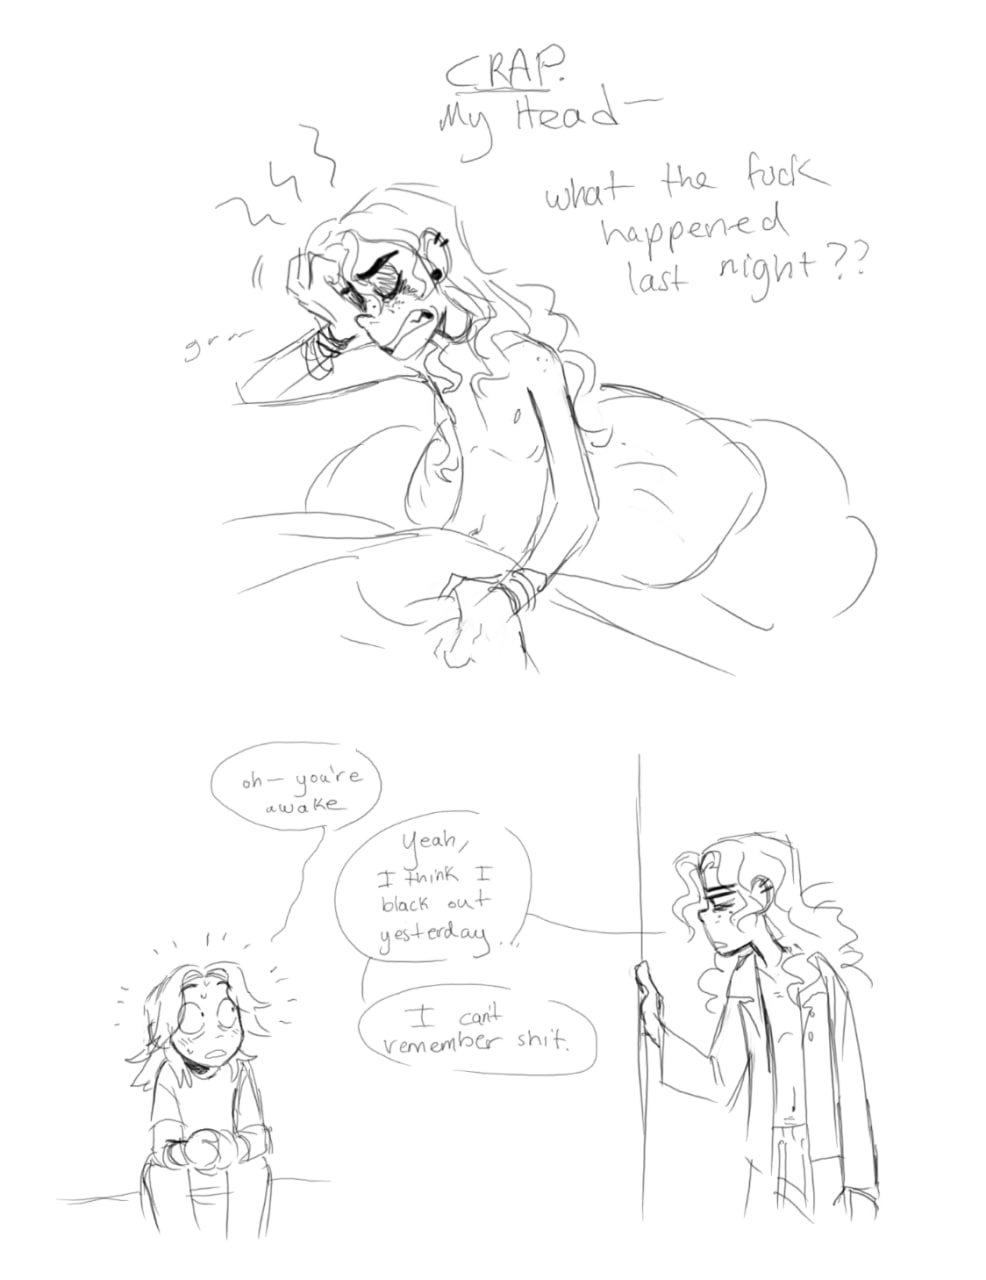 CRAP.
My Head—
what the fuck
happened
last night??
grrr
oh— you're
awake
Yeah,
I think I
black out
yesterday...
I can't
remember shit.